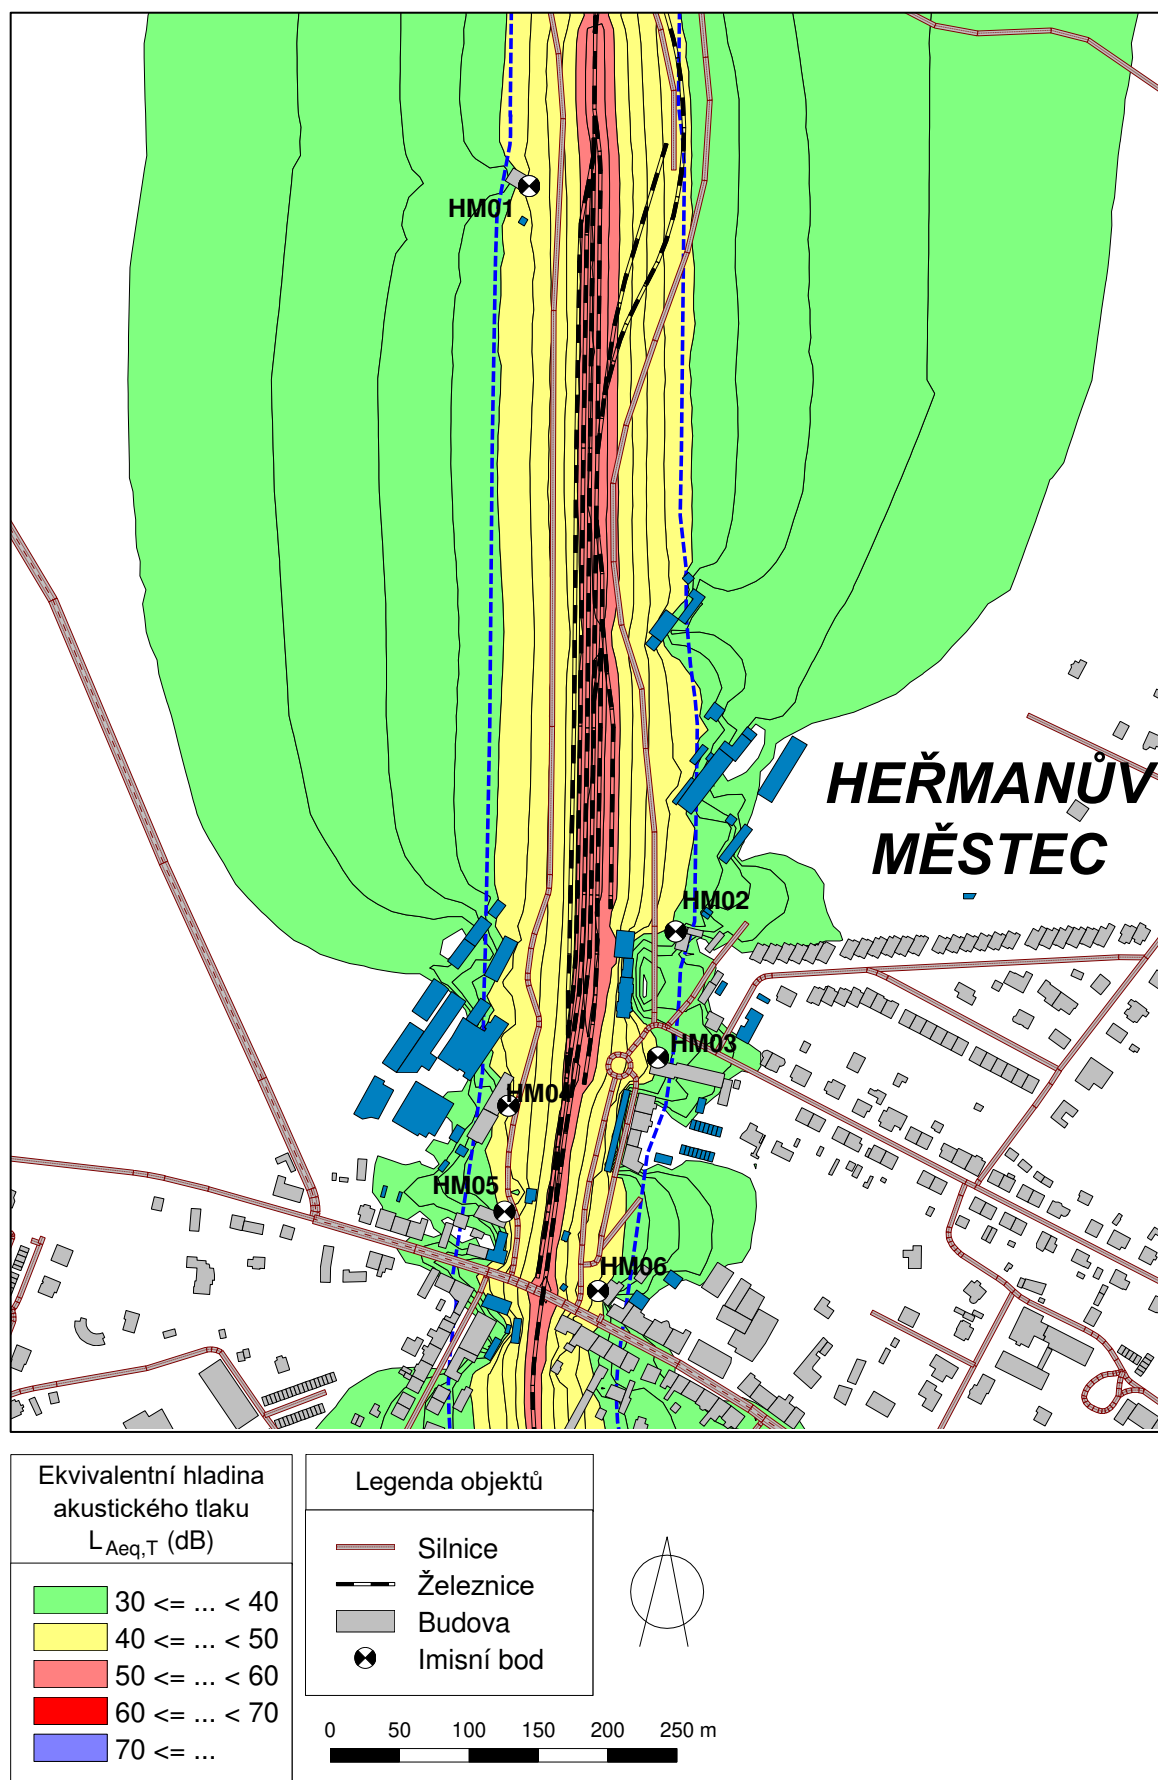 HM01
HEŘMANŮV
MĚSTEC
HM02
HM03
HM04
HM05
HM06
Ekvivalentní hladina
akustického tlaku
L Aeq,T (dB)
30 <= ... < 40
40 <= ... < 50
50 <= ... < 60
60 <= ... < 70
70 <= ...
Legenda objektů
Silnice
Železnice
Budova
Imisní bod
0 50 100 150 200 250 m